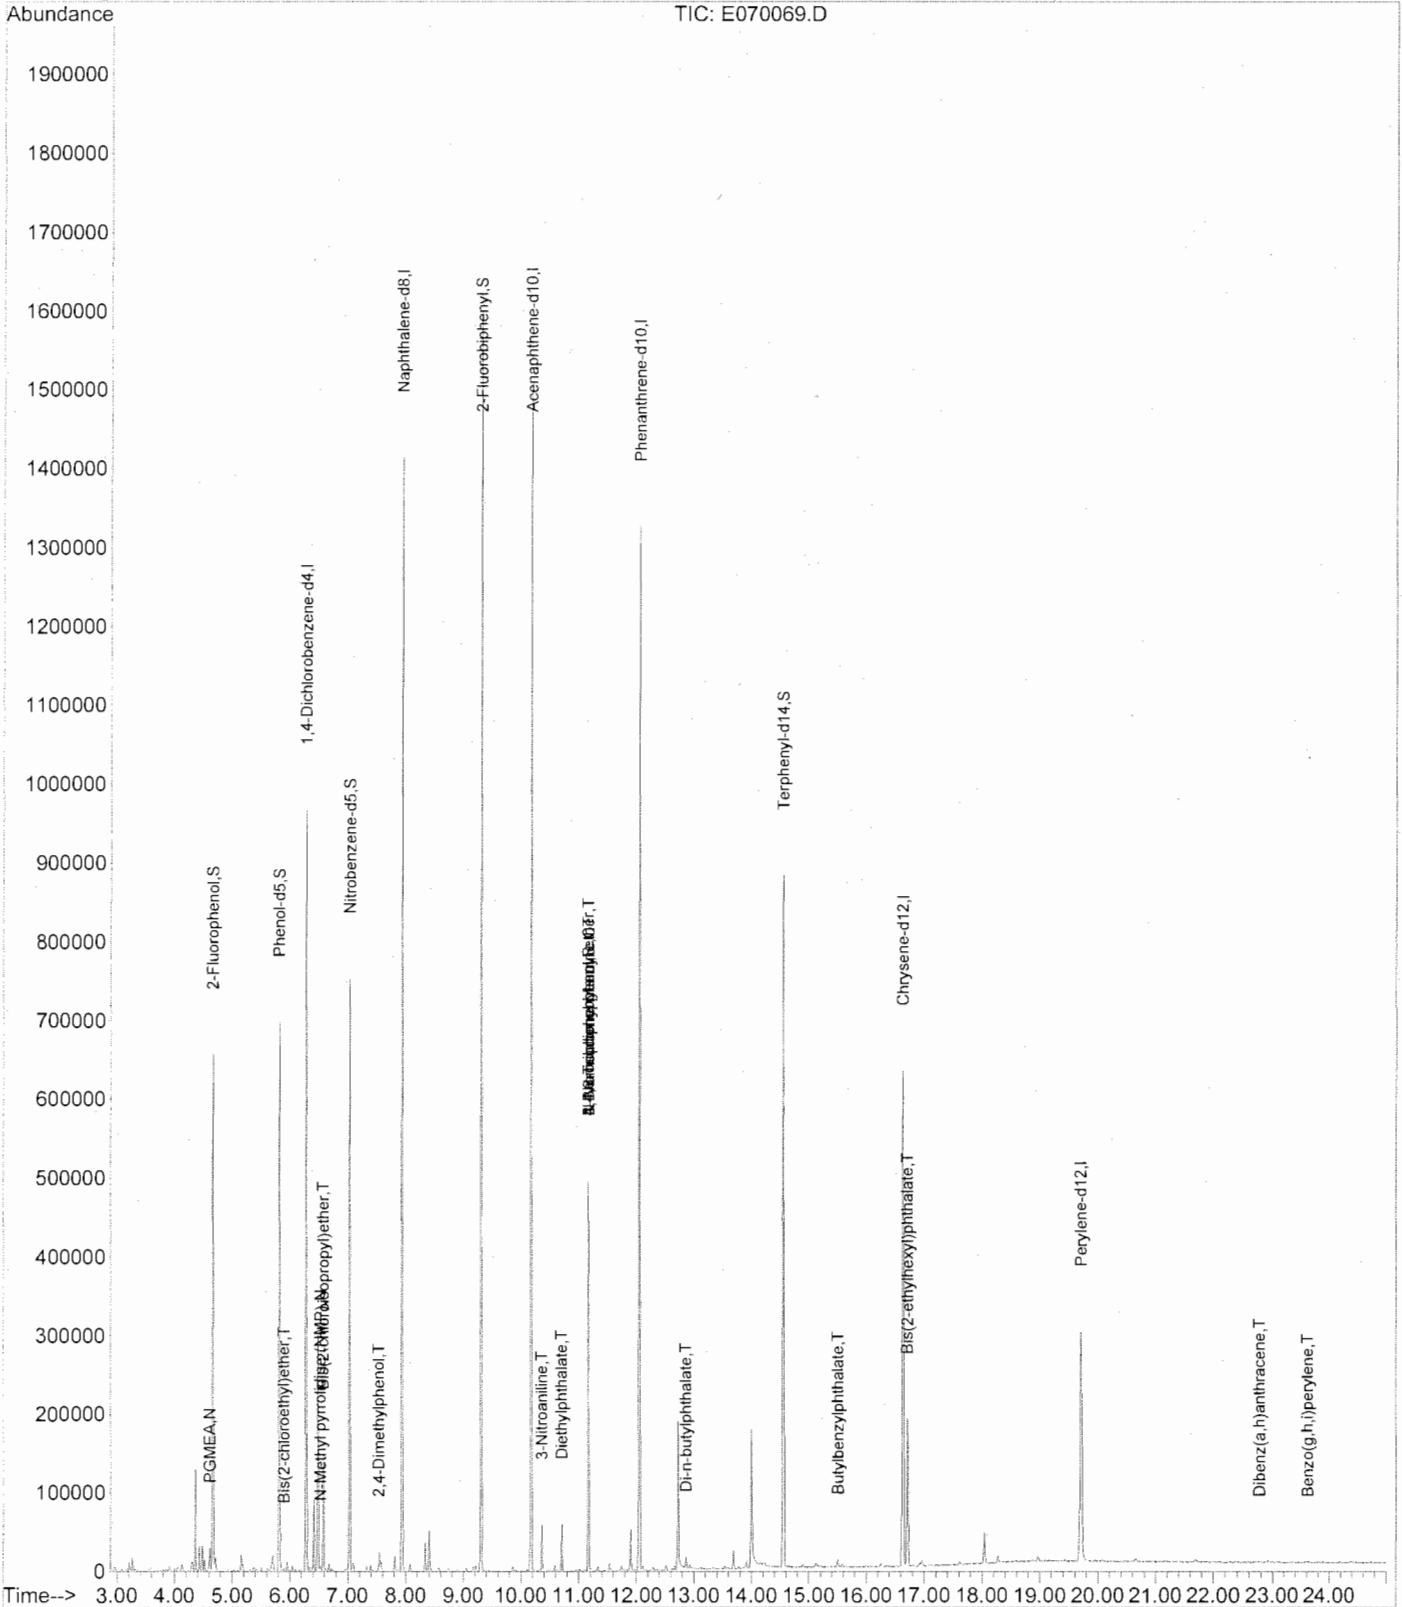 Abundance
TIC: E070069.D
1900000
1800000
1700000
1600000
1500000
1400000
1300000
1200000
1100000
1000000
900000
800000
700000
600000
500000
400000
300000
200000
100000
0
2-Fluorophenol,S
PGMEA,N
Phenol-d5,S
Bis(2-chloroethyl)ether,T
1,4-Dichlorobenzene-d4,I
N-Methyl pyrrolidine (NMP),N
Nitrobenzene-d5,S
2,4-Dimethylphenol,T
Naphthalene-d8,I
2-Fluorobiphenyl,S
Acenaphthene-d10,I
3-Nitroaniline,T
Diethylphthalate,T
Phenanthrene-d10,I
Di-n-butylphthalate,T
Terphenyl-d14,S
Butylbenzylphthalate,T
Chrysene-d12,I
Bis(2-ethylhexyl)phthalate,T
Perylene-d12,I
Dibenz(a,h)anthracene,T
Benzo(g,h,i)perylene,T
Time--> 3.00 4.00 5.00 6.00 7.00 8.00 9.00 10.00 11.00 12.00 13.00 14.00 15.00 16.00 17.00 18.00 19.00 20.00 21.00 22.00 23.00 24.00